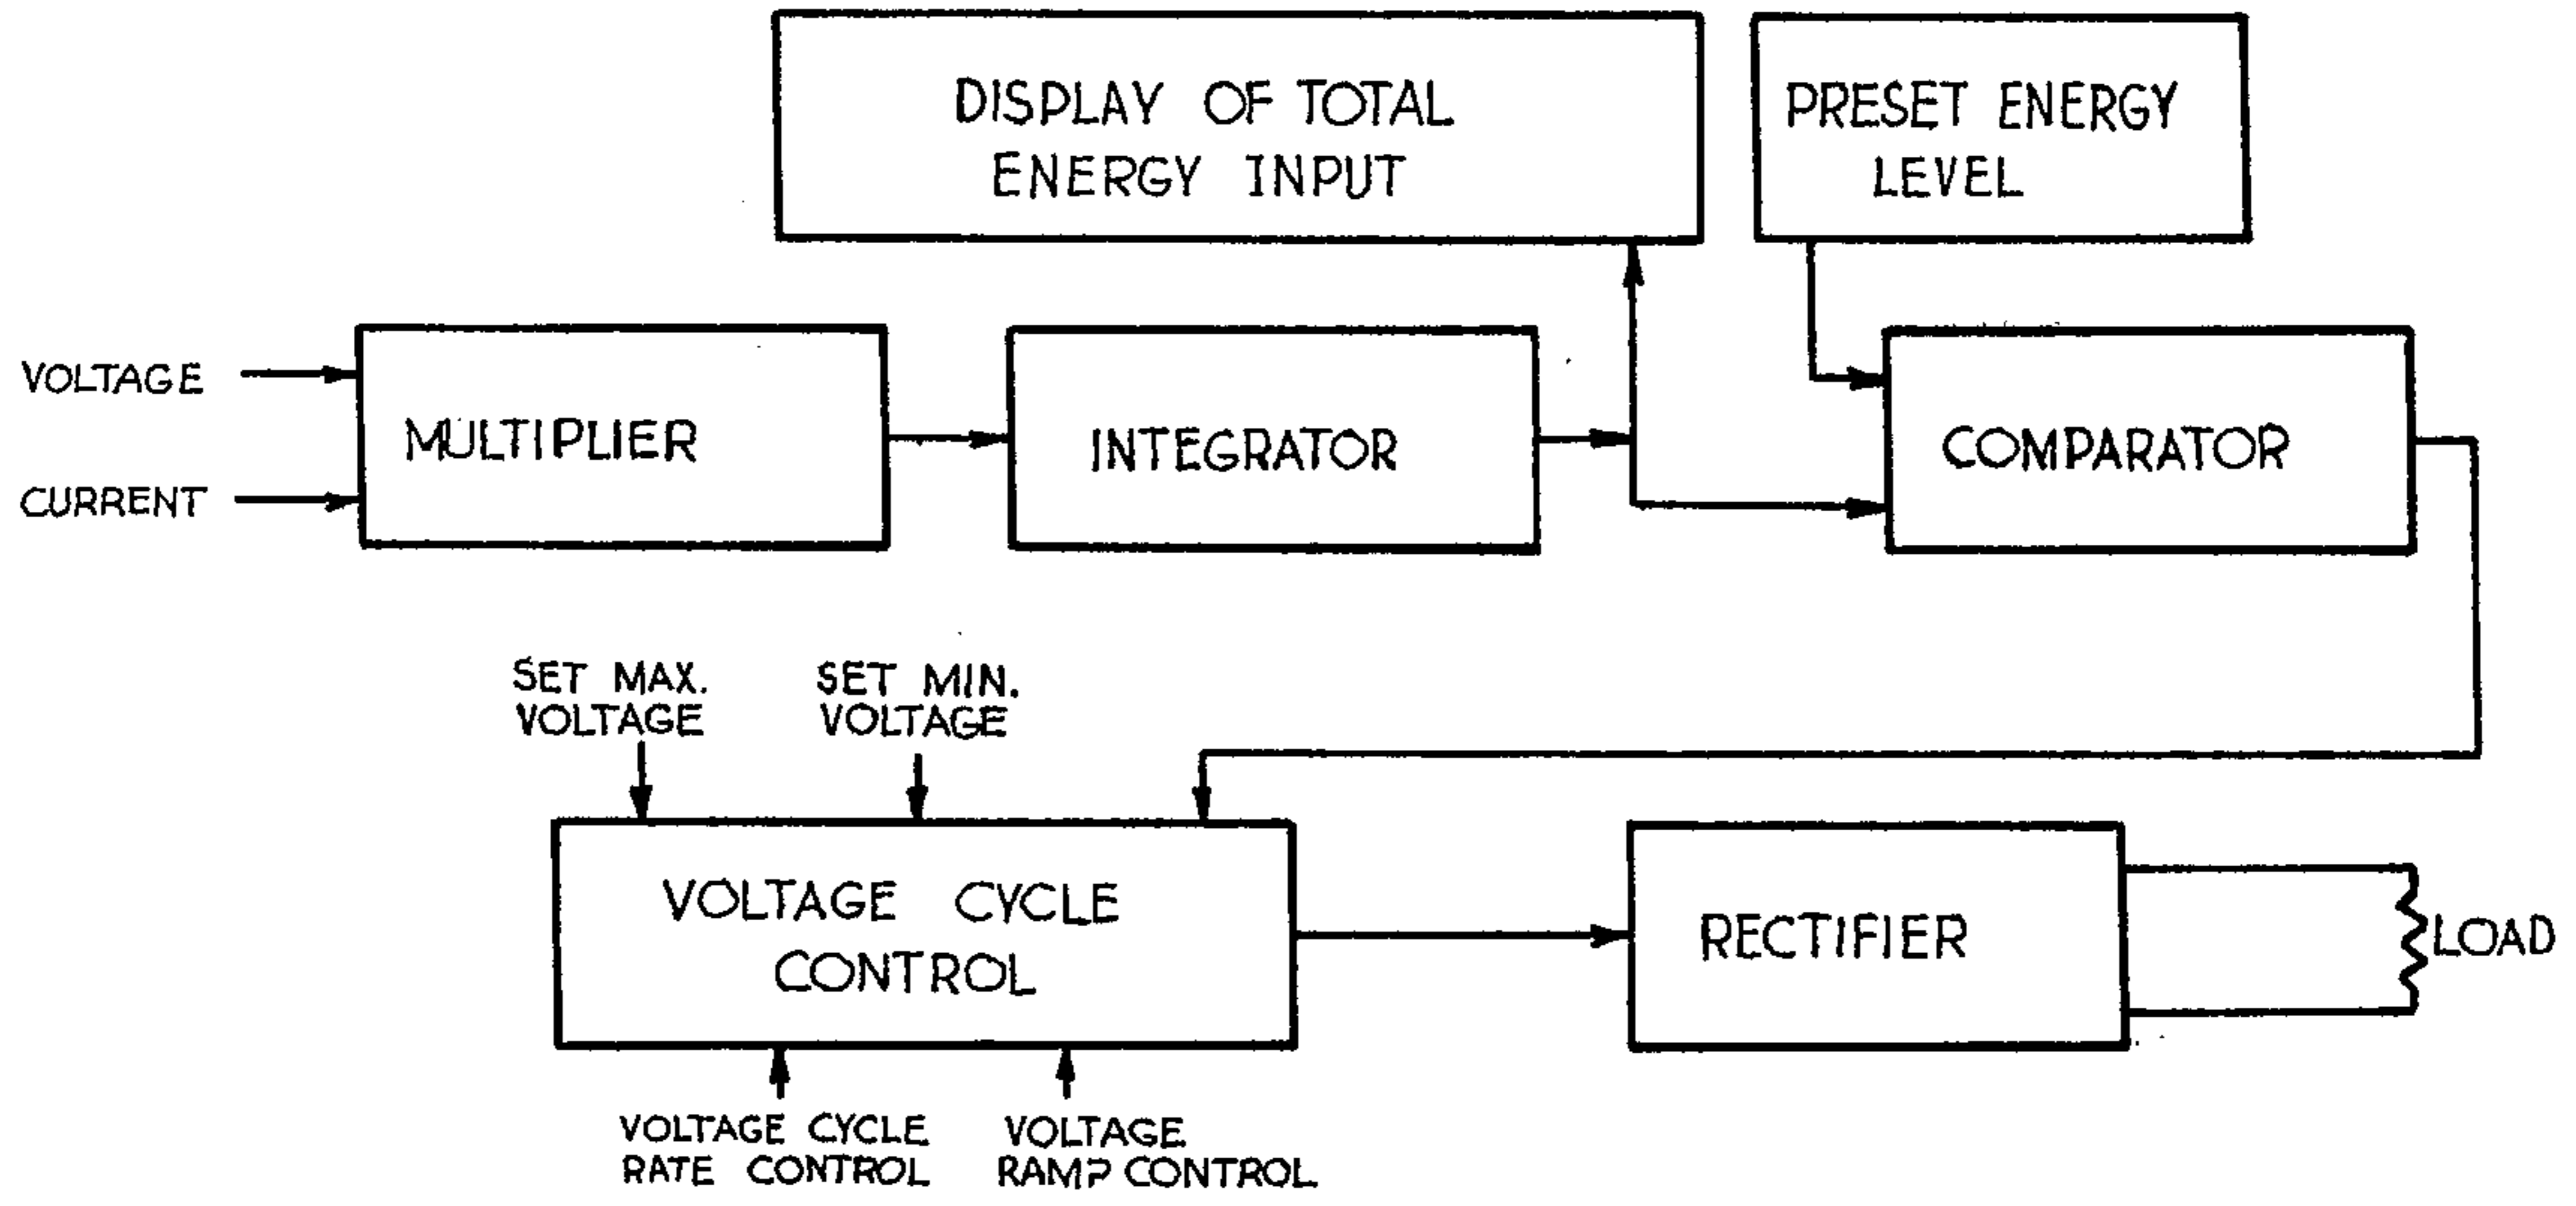 DISPLAY OF TOTAL
ENERGY INPUT
PRESET ENERGY
LEVEL
VOLTAGE
CURRENT
MULTIPLIER
INTEGRATOR
COMPARATOR
SET MAX.
VOLTAGE
SET MIN.
VOLTAGE
VOLTAGE CYCLE
CONTROL
RECTIFIER
LOAD
VOLTAGE CYCLE
RATE CONTROL
VOLTAGE
RAMP CONTROL